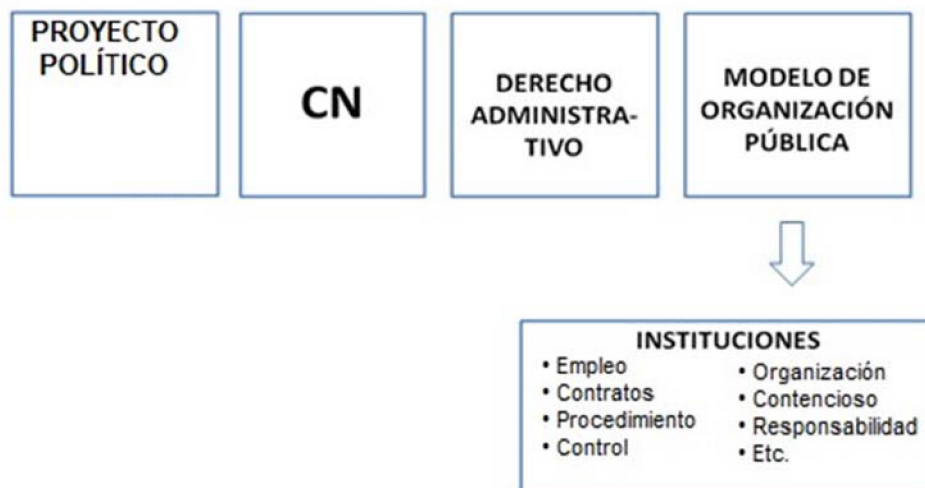 PROYECTO
POLÍTICO
CN
DERECHO
ADMINISTRA-
TIVO
MODELO DE
ORGANIZACIÓN
PÚBLICA
INSTITUCIONES
• Empleo
• Contratos
• Procedimiento
• Control
• Organización
• Contencioso
• Responsabilidad
• Etc.